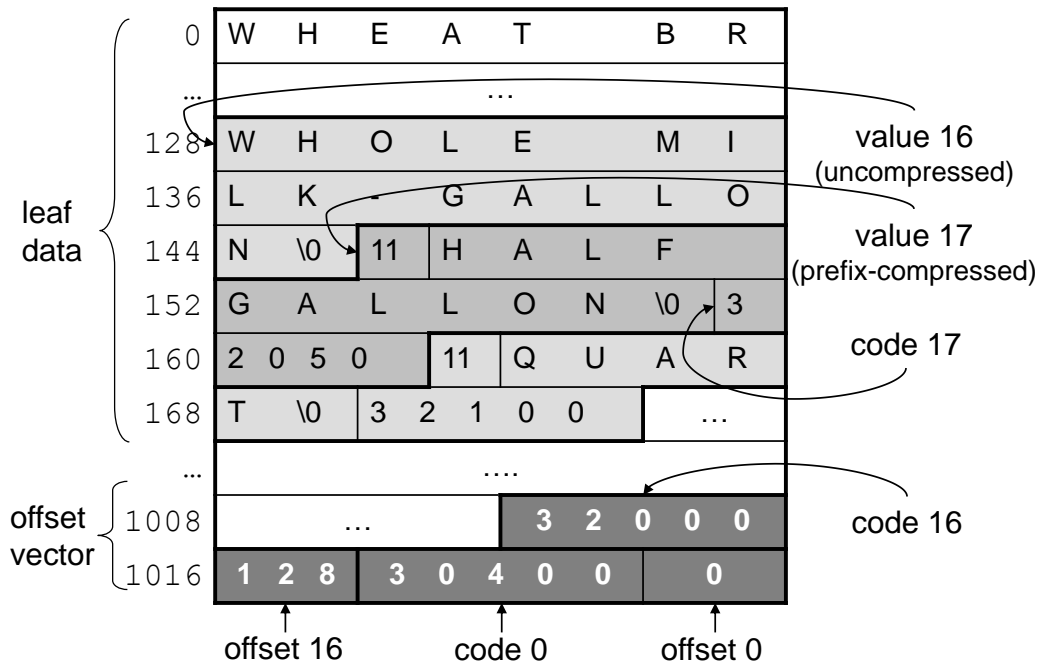 0 W H E A T B R
... ...
128 W H O L E M I
value 16
(uncompressed)
136 L K - G A L L O
leaf
data
144 N \0 11 H A L F
value 17
(prefix-compressed)
152 G A L L O N \0 3
code 17
160 2 0 5 0 11 Q U A R
168 T \0 3 2 1 0 0 ...
... ....
offset
vector
1008 ... 3 2 0 0 0
code 16
1016 1 2 8 3 0 4 0 0 0
offset 16 code 0 offset 0